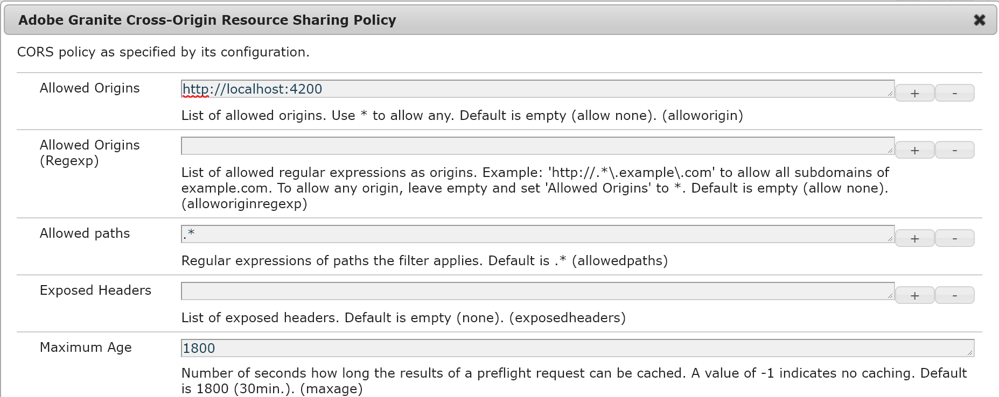 Adobe Granite Cross-Origin Resource Sharing Policy
CORS policy as specified by its configuration.
Allowed Origins
http://localhost:4200
+ -
List of allowed origins. Use * to allow any. Default is empty (allow none). (alloworigin)
Allowed Origins
(Regexp)
+ -
List of allowed regular expressions as origins. Example: 'http://.*\.example\.com' to allow all subdomains of
example.com. To allow any origin, leave empty and set 'Allowed Origins' to *. Default is empty (allow none).
(alloworiginregexp)
Allowed paths
.*
+ -
Regular expressions of paths the filter applies. Default is .* (allowedpaths)
Exposed Headers
+ -
List of exposed headers. Default is empty (none). (exposedheaders)
Maximum Age
1800
Number of seconds how long the results of a preflight request can be cached. A value of -1 indicates no caching. Default
is 1800 (30min.). (maxage)